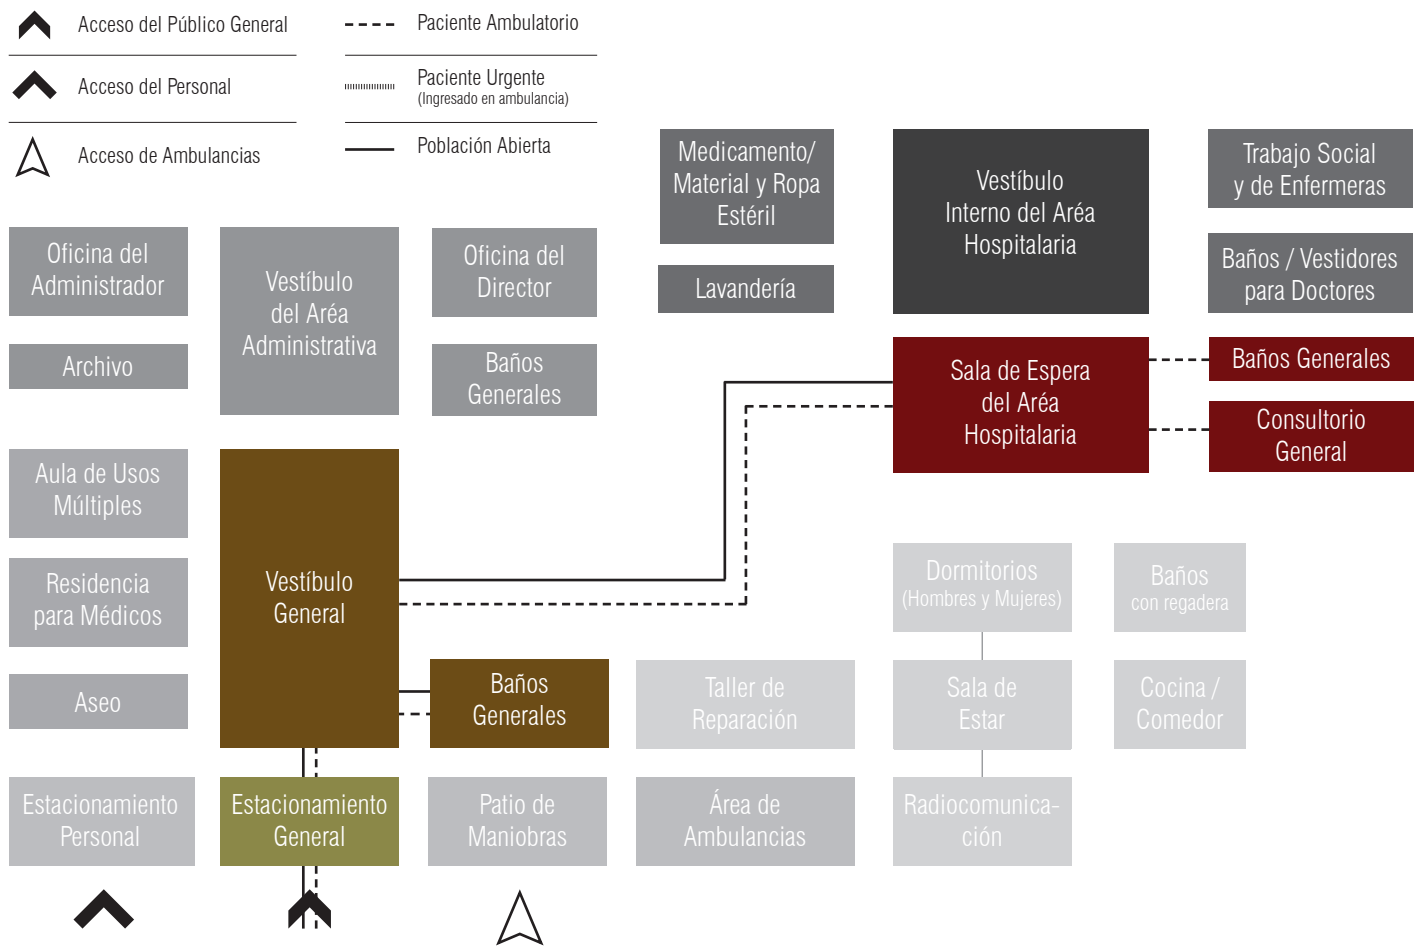 Acceso del Público General
Acceso del Personal
Acceso de Ambulancias
Paciente Ambulatorio
Paciente Urgente
(Ingresado en ambulancia)
Población Abierta
Medicamento/
Material y Ropa
Estéril
Lavandería
Vestíbulo
Interno del Aréa
Hospitalaria
Trabajo Social
y de Enfermeras
Baños / Vestidores
para Doctores
Oficina del
Administrador
Archivo
Vestíbulo
del Aréa
Administrativa
Oficina del
Director
Baños
Generales
Sala de Espera
del Aréa
Hospitalaria
Baños Generales
Consultorio
General
Aula de Usos
Múltiples
Residencia
para Médicos
Aseo
Vestíbulo
General
Baños
Generales
Taller de
Reparación
Dormitorios
(Hombres y Mujeres)
Baños
con regadera
Sala de
Estar
Cocina /
Comedor
Estacionamiento
Personal
Estacionamiento
General
Patio de
Maniobras
Área de
Ambulancias
Radiocomunica-
ción